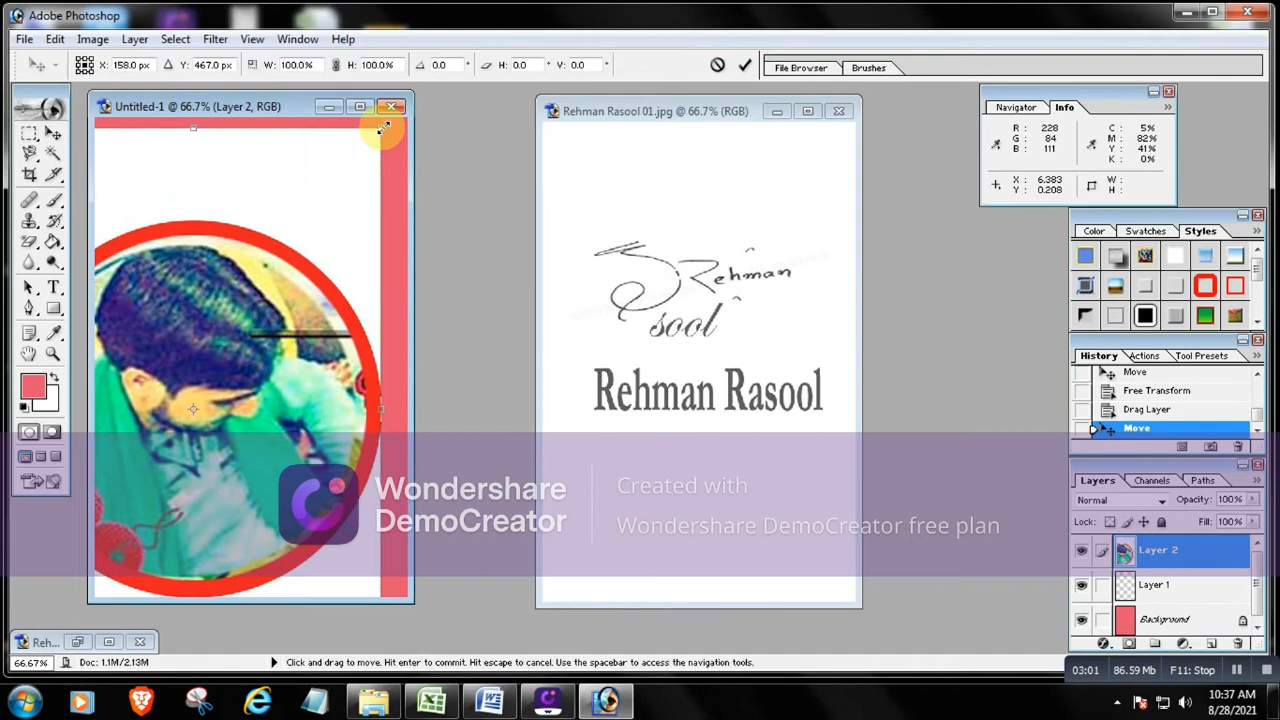 Adobe Photoshop
File Edit Image Layer Select Filter View Window Help
X: 158.0 px Y: 467.0 px W: 100.0% H: 100.0% 0.0 ° H: 0.0 ° V: 0.0 ° File Browser Brushes
Untitled-1 @ 66.7% (Layer 2, RGB)
Rehman Rasool 01.jpg @ 66.7% (RGB)
Rehman
sool
Rehman Rasool
Navigator Info
R: 228 C: 5%
G: 84 M: 82%
B: 111 Y: 41%
K: 0%
X: 6.383 W:
Y: 0.208 H:
Color Swatches Styles
History Actions Tool Presets
Move
Free Transform
Drag Layer
Move
Layers Channels Paths
Normal Opacity: 100%
Lock: Fill: 100%
Layer 2
Layer 1
Background
Wondershare
DemoCreator
Created with
Wondershare DemoCreator free plan
Reh...
66.67% Doc: 1.1M/2.13M Click and drag to move. Hit enter to commit. Hit escape to cancel. Use the spacebar to access the navigation tools.
03:01 86.59 Mb F11: Stop
10:37 AM
8/28/2021